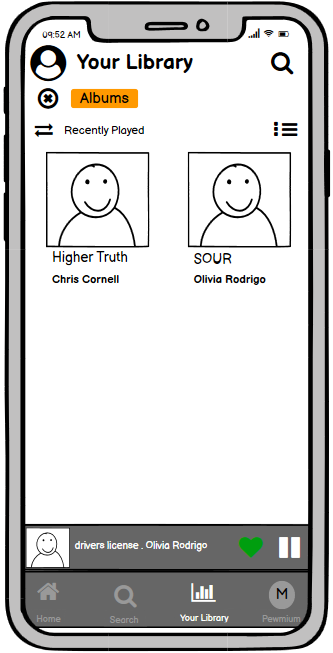 09:52 AM
Your Library
Albums
Recently Played
Higher Truth
SOUR
Chris Cornell
Olivia Rodrigo
drivers license . Olivia Rodrigo
M
Home
Search
Your Library
Pewmium